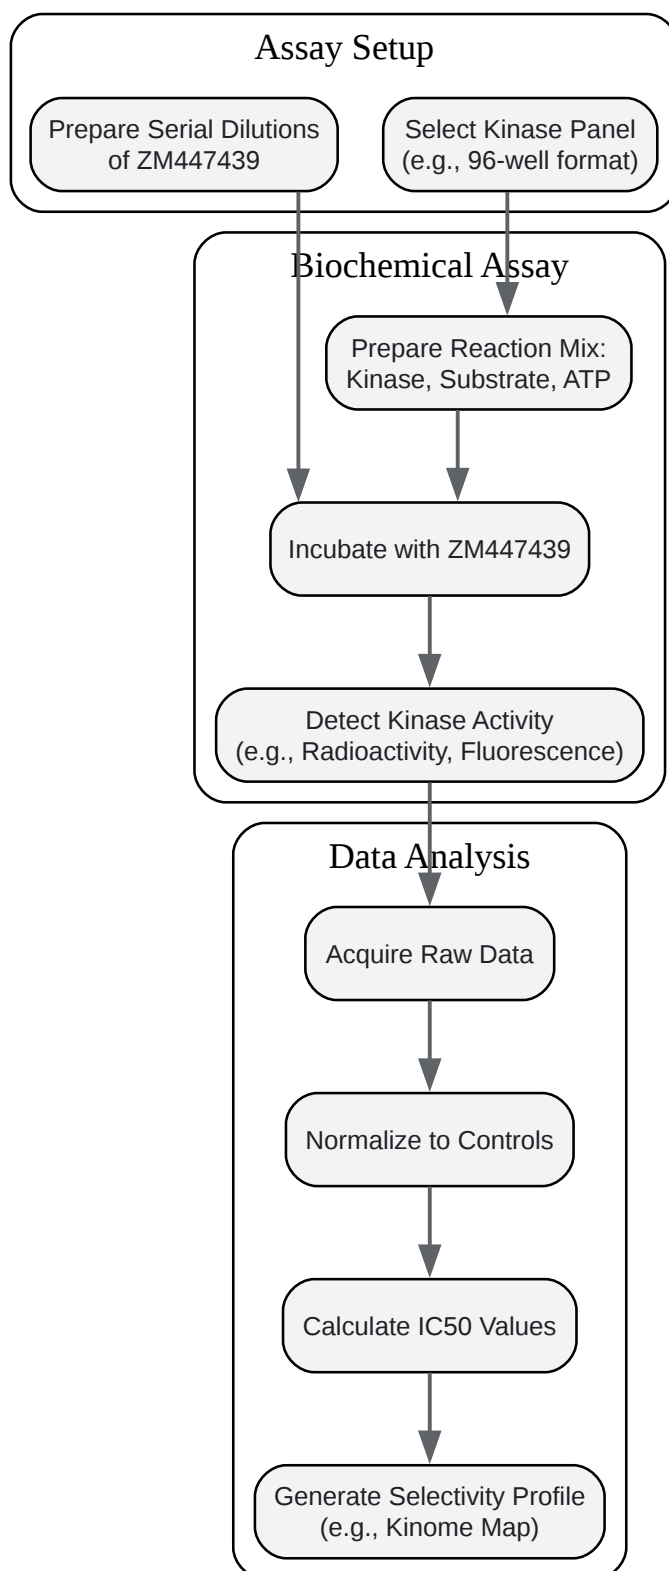 Assay Setup
Prepare Serial Dilutions
of ZM447439
Select Kinase Panel
(e.g., 96-well format)
Biochemical Assay
Prepare Reaction Mix:
Kinase, Substrate, ATP
Incubate with ZM447439
Detect Kinase Activity
(e.g., Radioactivity, Fluorescence)
Data Analysis
Acquire Raw Data
Normalize to Controls
Calculate IC50 Values
Generate Selectivity Profile
(e.g., Kinome Map)